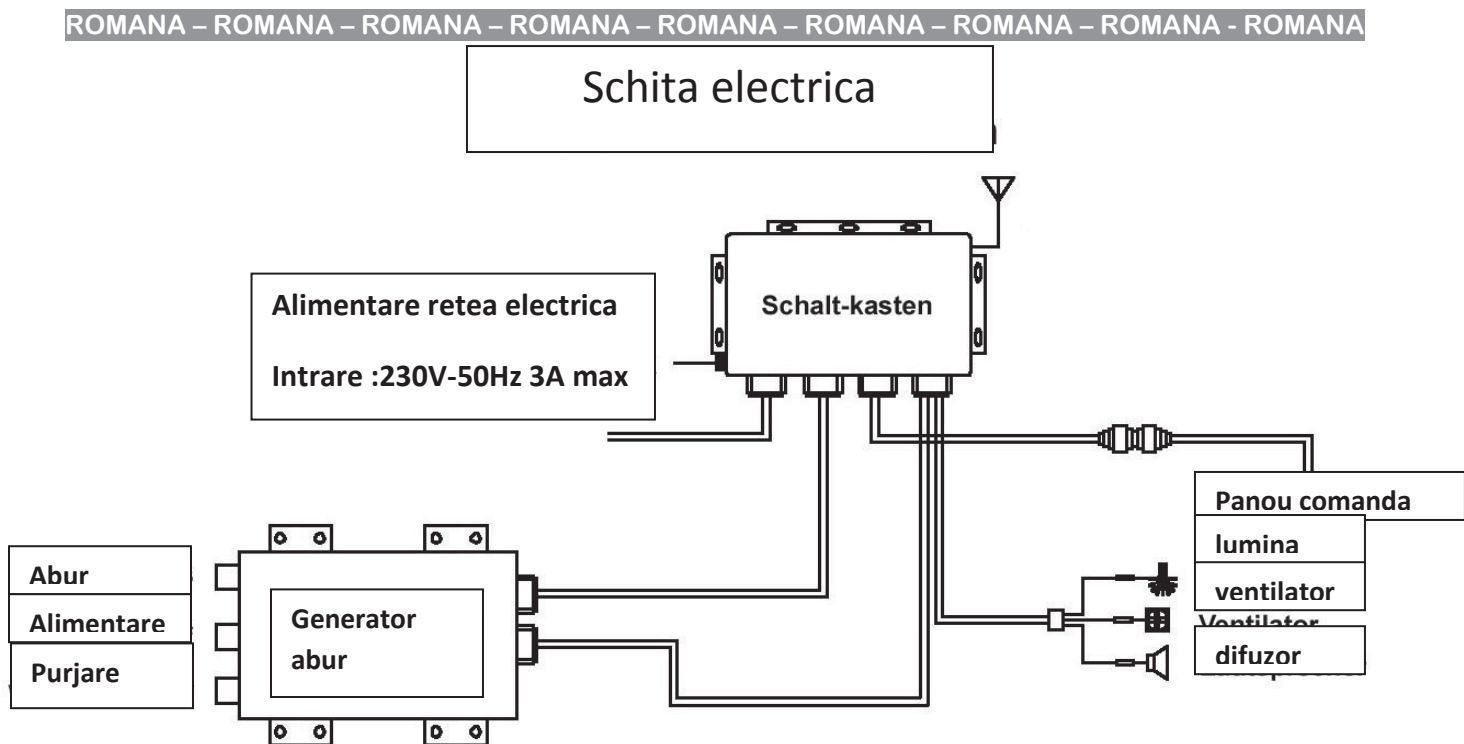 ROMANA – ROMANA – ROMANA – ROMANA – ROMANA – ROMANA – ROMANA – ROMANA - ROMANA
Schita electrica
Alimentare retea electrica
Intrare :230V-50Hz 3A max
Schalt-kasten
Panou comanda
lumina
ventilator
Ventilator
difuzor
Abur
Alimentare
Purjare
Generator
abur